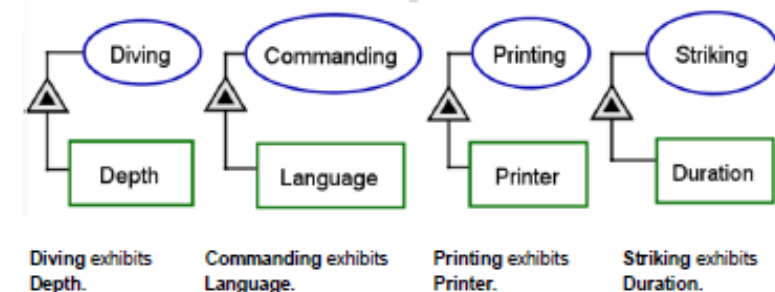 Diving
Commanding
Printing
Striking
Depth
Language
Printer
Duration
Diving exhibits
Depth.
Commanding exhibits
Language.
Printing exhibits
Printer.
Striking exhibits
Duration.